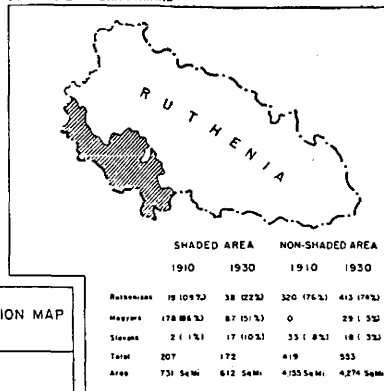 RUTHENIA
SHADED AREA NON-SHADED AREA
1910 1930 1910 1930
Ruthenians 19 (09%) 38 (22%) 320 (76%) 413 (74%)
Magyars 178 (86%) 87 (51%) 0 29 ( 5%)
Slovaks 2 ( 1%) 17 (10%) 33 ( 8%) 18 ( 3%)
Total 207 172 419 553
Area 731 Sq Mi 612 Sq Mi 4,155 Sq Mi 4,274 Sq Mi
ION MAP